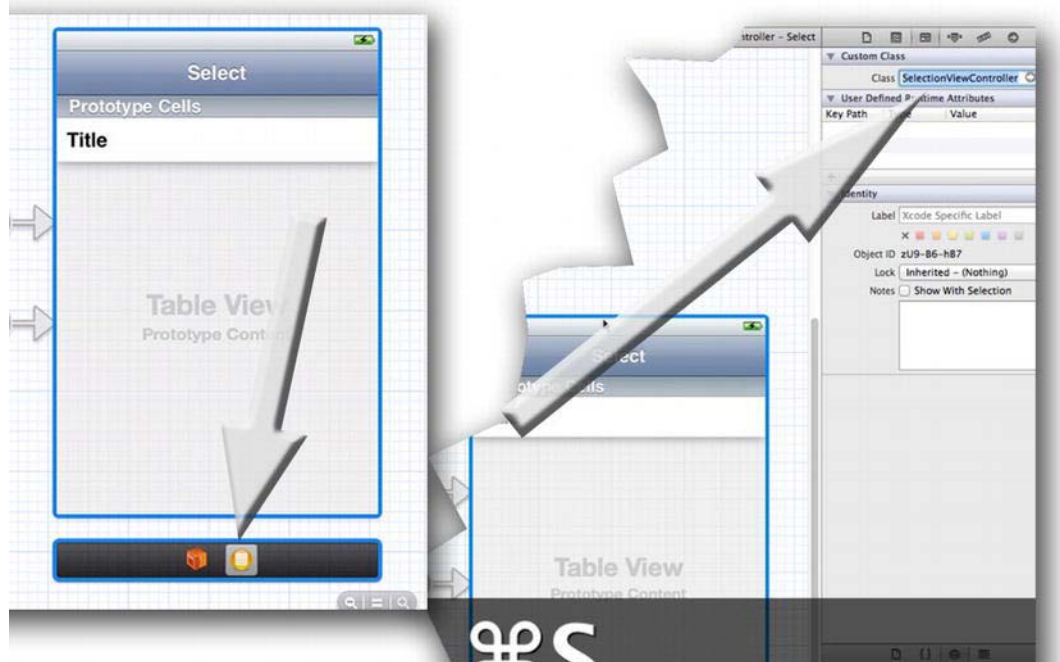 Select
Prototype Cells
Title
Table View
Prototype
Select
Custom Class
Class SelectionViewController
User Defined Runtime Attributes
Key Path Value
Identity
Label Xcode Specific Label
Object ID zU9-B6-hB7
Lock Inherited - (Nothing)
Notes Show With Selection
Select
Cells
Table View
Prototype Content
⌘S